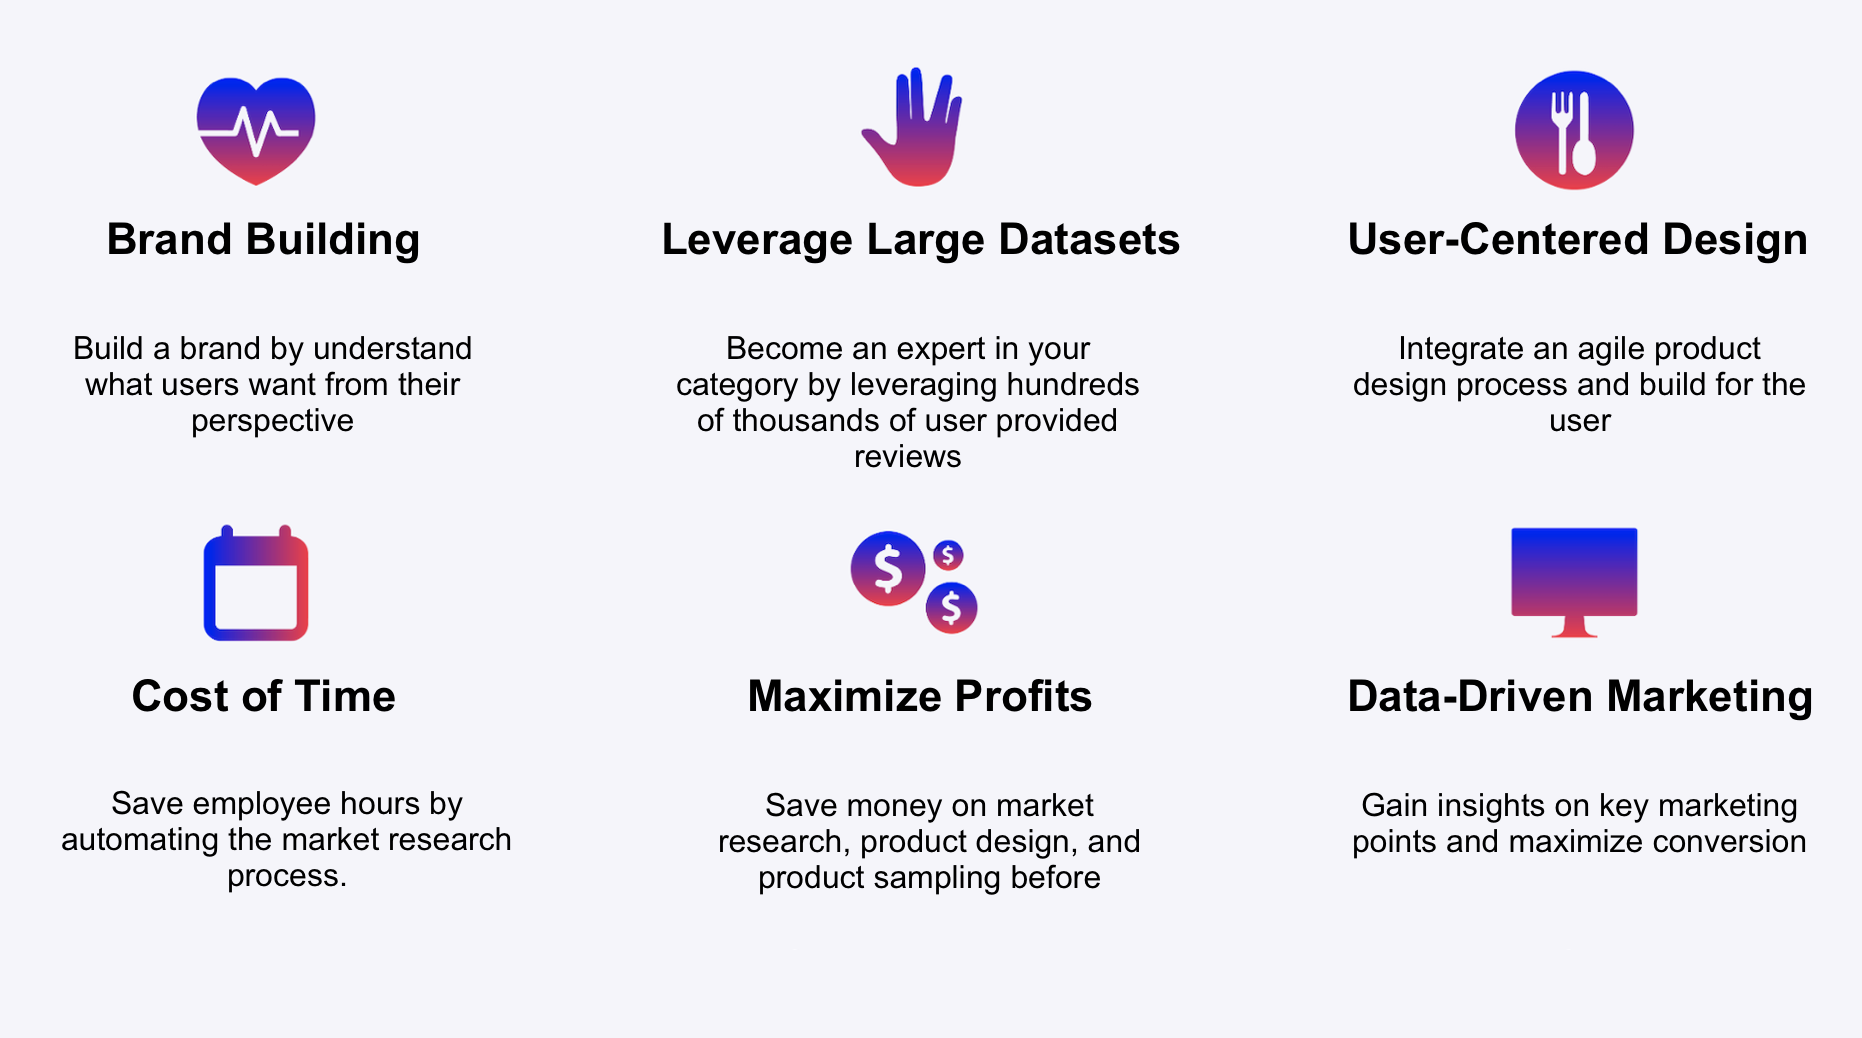 Brand Building
Build a brand by understand
what users want from their
perspective
Leverage Large Datasets
Become an expert in your
category by leveraging hundreds
of thousands of user provided
reviews
User-Centered Design
Integrate an agile product
design process and build for the
user
Cost of Time
Save employee hours by
automating the market research
process.
$ $ $
Maximize Profits
Save money on market
research, product design, and
product sampling before
Data-Driven Marketing
Gain insights on key marketing
points and maximize conversion